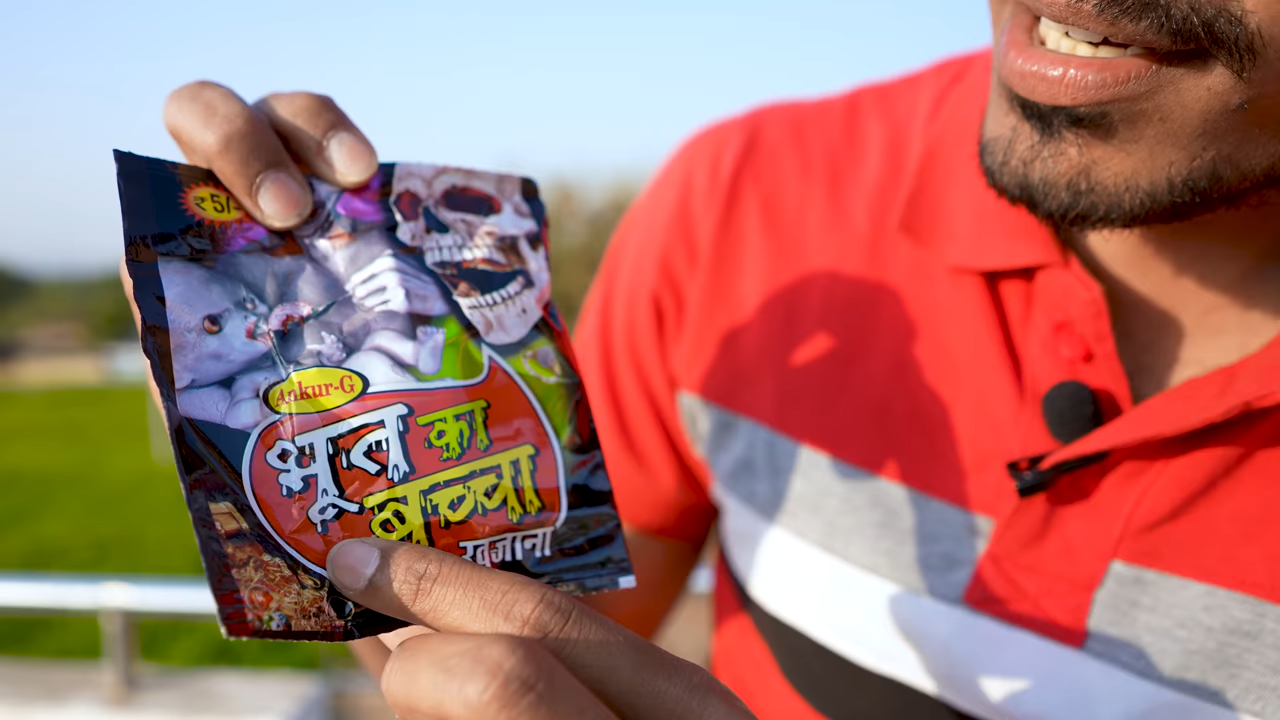 ₹5/-
Ankur-G
भूत का
बच्चा
खजाना